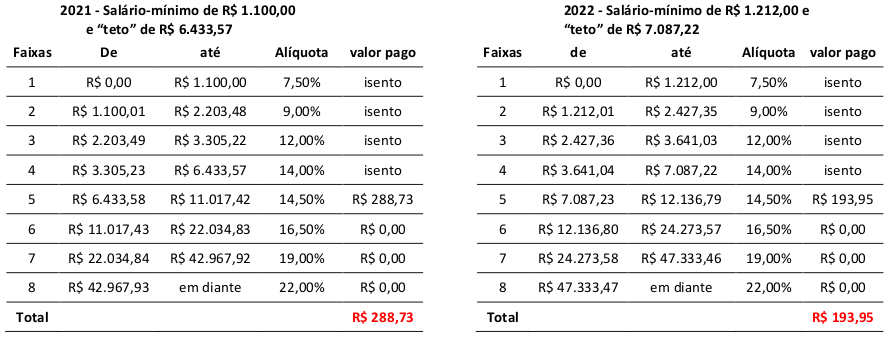 2021 - Salário-mínimo de R$ 1.100,00
e “teto” de R$ 6.433,57
Faixas De até Alíquota valor pago
1 R$ 0,00 R$ 1.100,00 7,50% isento
2 R$ 1.100,01 R$ 2.203,48 9,00% isento
3 R$ 2.203,49 R$ 3.305,22 12,00% isento
4 R$ 3.305,23 R$ 6.433,57 14,00% isento
5 R$ 6.433,58 R$ 11.017,42 14,50% R$ 288,73
6 R$ 11.017,43 R$ 22.034,83 16,50% R$ 0,00
7 R$ 22.034,84 R$ 42.967,92 19,00% R$ 0,00
8 R$ 42.967,93 em diante 22,00% R$ 0,00
Total R$ 288,73
2022 - Salário-mínimo de R$ 1.212,00 e
“teto” de R$ 7.087,22
Faixas de até Alíquota valor pago
1 R$ 0,00 R$ 1.212,00 7,50% isento
2 R$ 1.212,01 R$ 2.427,35 9,00% isento
3 R$ 2.427,36 R$ 3.641,03 12,00% isento
4 R$ 3.641,04 R$ 7.087,22 14,00% isento
5 R$ 7.087,23 R$ 12.136,79 14,50% R$ 193,95
6 R$ 12.136,80 R$ 24.273,57 16,50% R$ 0,00
7 R$ 24.273,58 R$ 47.333,46 19,00% R$ 0,00
8 R$ 47.333,47 em diante 22,00% R$ 0,00
Total R$ 193,95